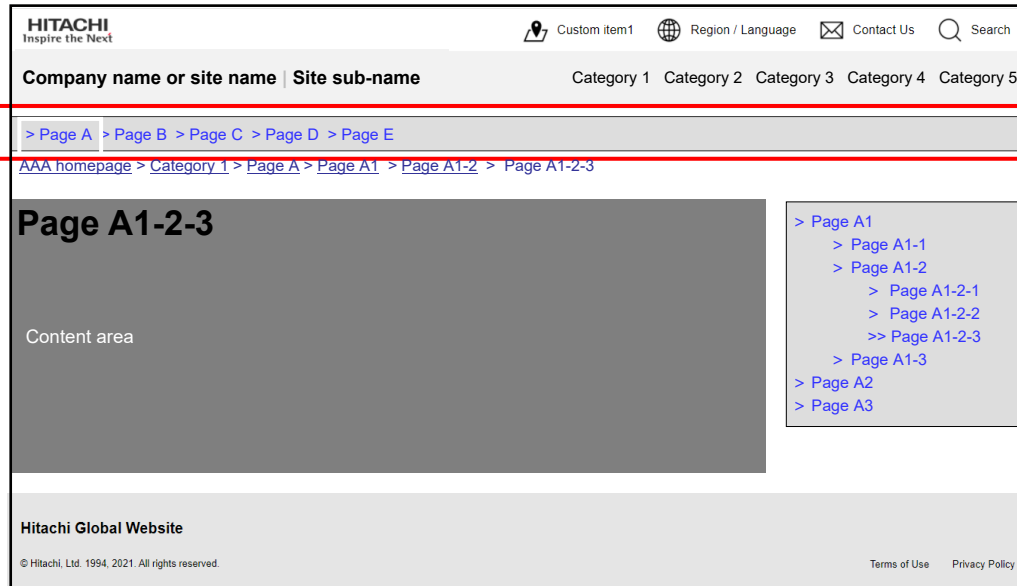 HITACHI
Inspire the Next
Custom item1 Region / Language Contact Us Search
Company name or site name | Site sub-name
Category 1 Category 2 Category 3 Category 4 Category 5
> Page A > Page B > Page C > Page D > Page E
AAA homepage > Category 1 > Page A > Page A1 > Page A1-2 > Page A1-2-3
Page A1-2-3
Content area
> Page A1
> Page A1-1
> Page A1-2
> Page A1-2-1
> Page A1-2-2
>> Page A1-2-3
> Page A1-3
> Page A2
> Page A3
Hitachi Global Website
© Hitachi, Ltd. 1994, 2021. All rights reserved.
Terms of Use Privacy Policy